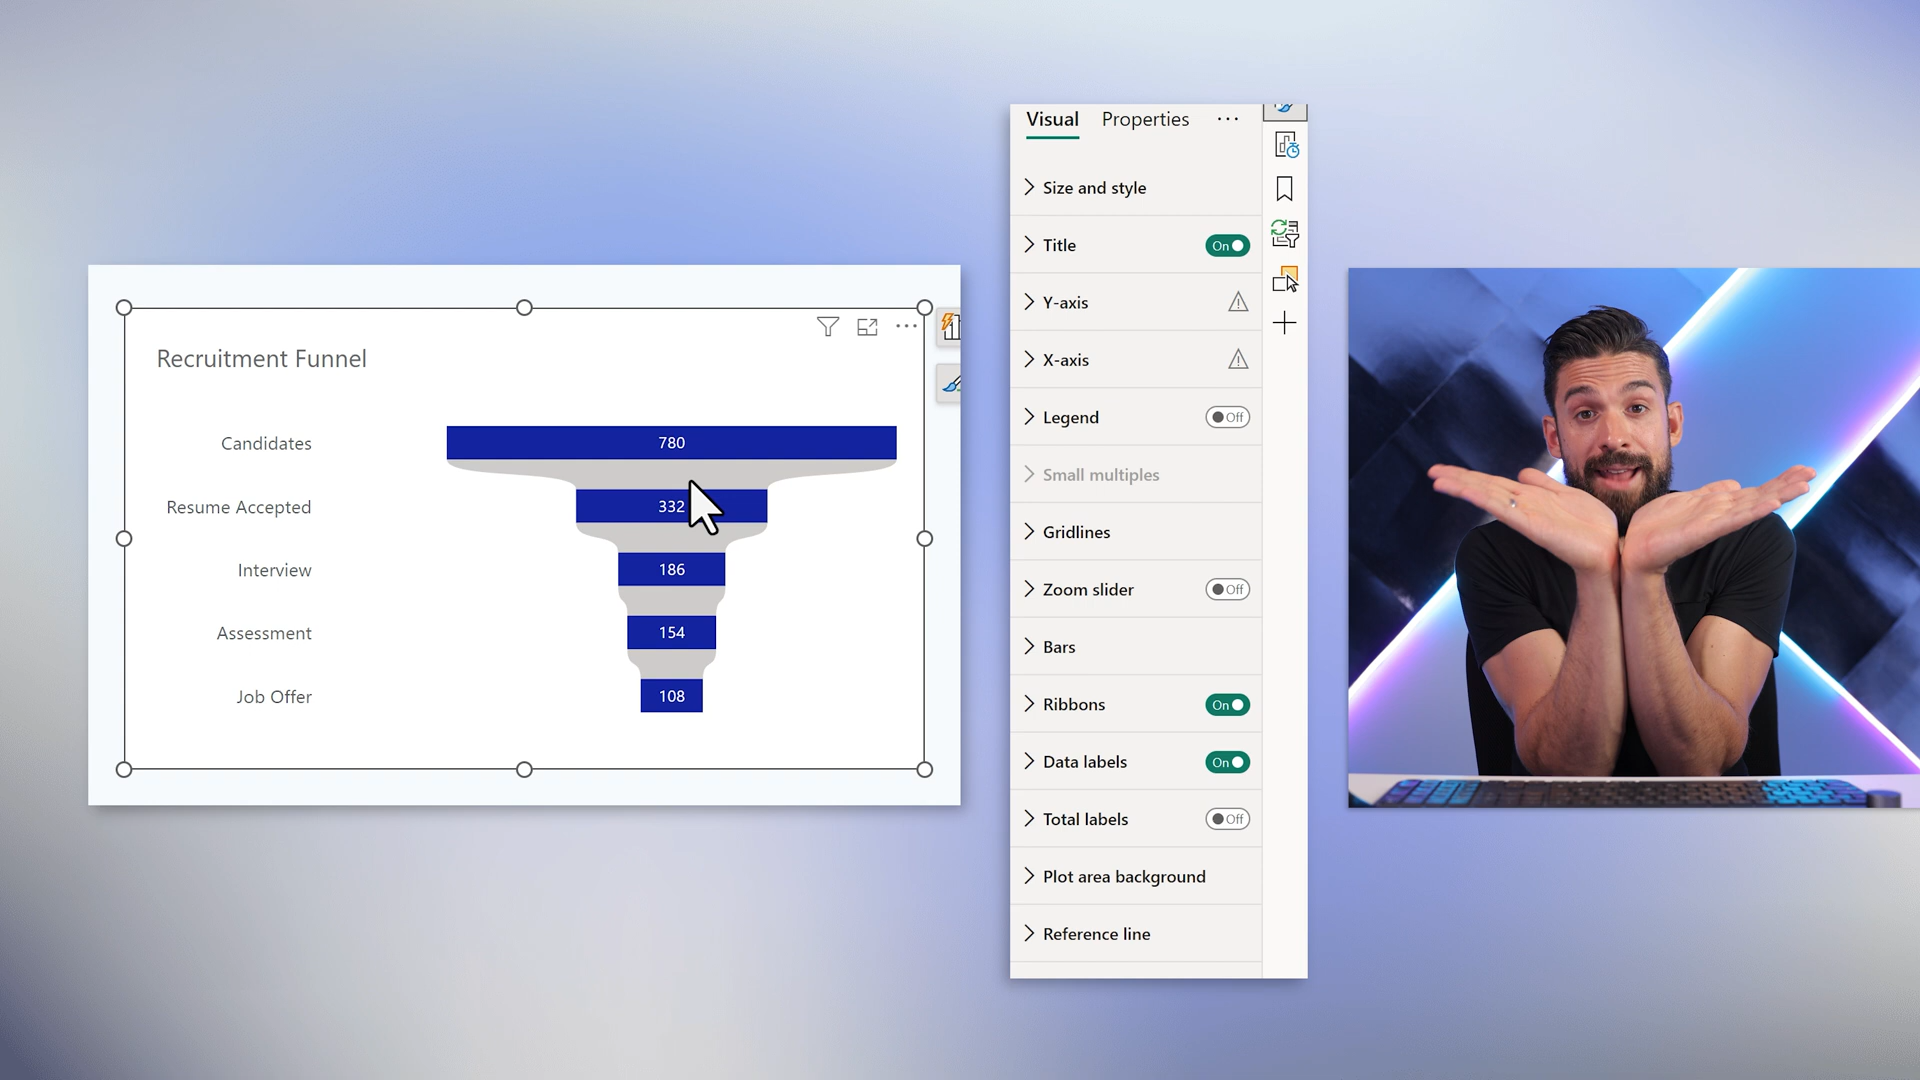 Recruitment Funnel
Candidates
780
Resume Accepted
332
Interview
186
Assessment
154
Job Offer
108
Visual Properties
Size and style
Title On
Y-axis
X-axis
Legend Off
Small multiples
Gridlines
Zoom slider Off
Bars
Ribbons On
Data labels On
Total labels Off
Plot area background
Reference line